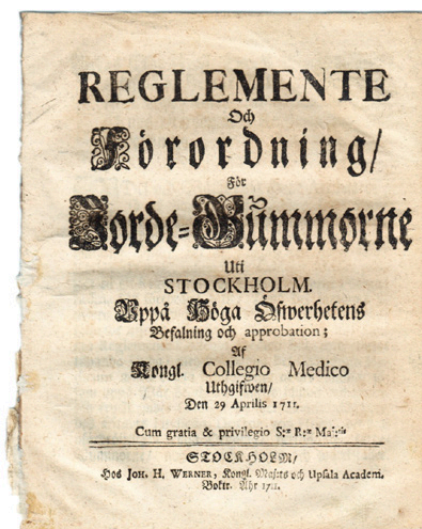 REGLEMENTE
Och
Förordning/
För
Jorde-Gummorne
Uti
STOCKHOLM.
Uppå Höga Öfwerhetens
Befalning och approbation;
Af
Kongl. Collegio Medico
Uthgifwen/
Den 29 Aprilis 1711.
Cum gratia & privilegio S:æ R:æ Maj:tis
STOCKHOLM/
Hos Joh. H. WERNER, Kongl. Maj:ets och Upsala Academ.
Boktr. Åhr 1711.